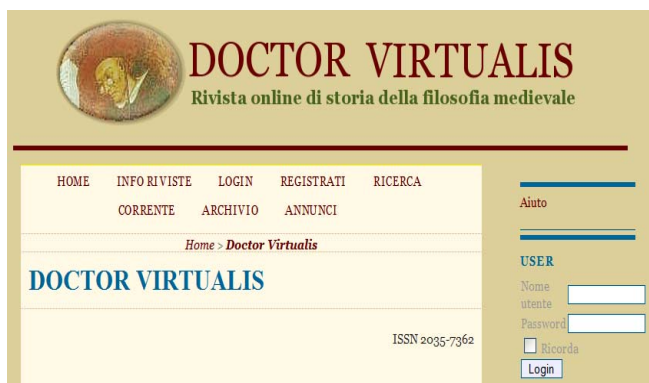 DOCTOR VIRTUALIS
Rivista online di storia della filosofia medievale
HOME INFO RIVISTE LOGIN REGISTRATI RICERCA
CORRENTE ARCHIVIO ANNUNCI
Home > Doctor Virtualis
DOCTOR VIRTUALIS
ISSN 2035-7362
Aiuto
USER
Nome
utente
Password
Ricorda
Login